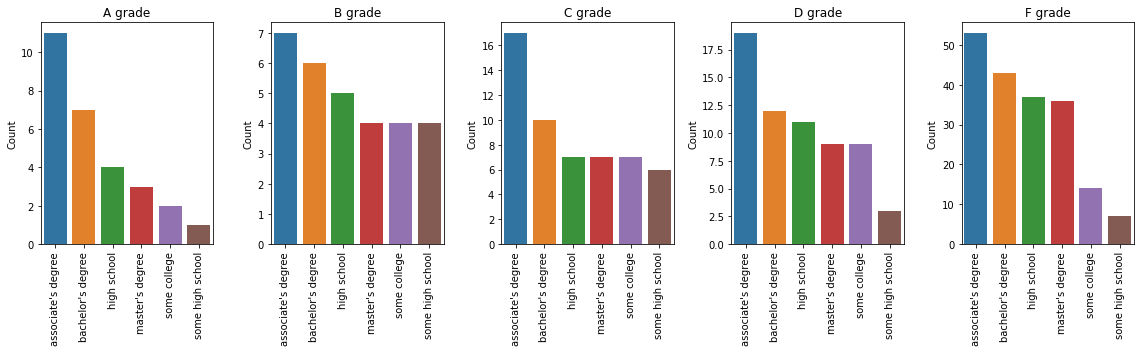 A grade
B grade
C grade
D grade
F grade
Count
10
8
6
4
2
0
associate's degree
bachelor's degree
high school
master's degree
some college
some high school
Count
7
6
5
4
3
2
1
0
associate's degree
bachelor's degree
high school
master's degree
some college
some high school
Count
16
14
12
10
8
6
4
2
0
associate's degree
bachelor's degree
high school
master's degree
some college
some high school
Count
17.5
15.0
12.5
10.0
7.5
5.0
2.5
0.0
associate's degree
bachelor's degree
high school
master's degree
some college
some high school
Count
50
40
30
20
10
0
associate's degree
bachelor's degree
high school
master's degree
some college
some high school